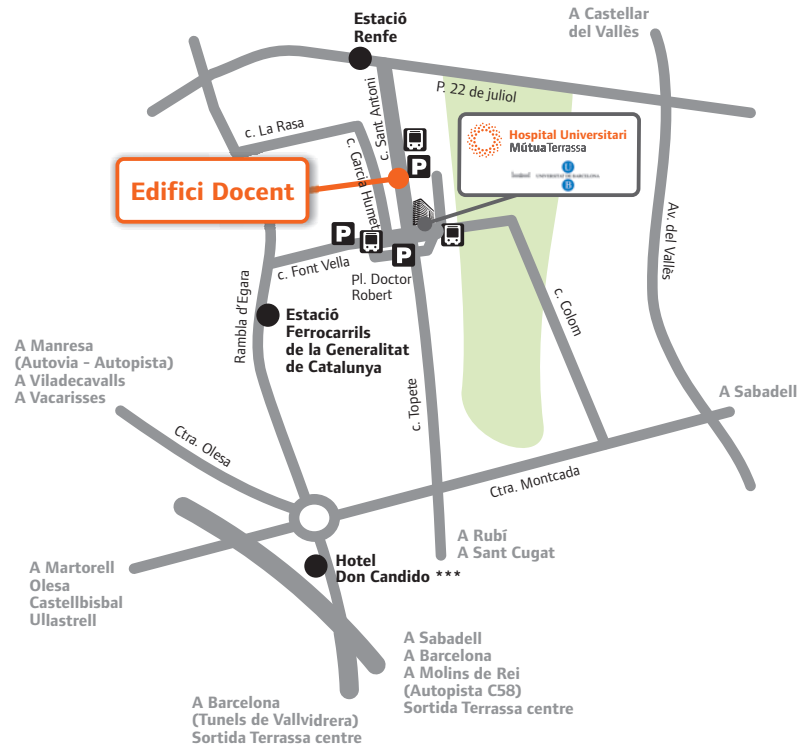 Estació
Renfe
A Castellar
del Vallès
P. 22 de juliol
c. La Rasa
c. Sant Antoni
c. Garcia Humet
P
Hospital Universitari
MútuaTerrassa
U
UNIVERSITAT DE BARCELONA
B
Edifici Docent
Av. del Vallès
P
P
c. Font Vella
Pl. Doctor
Robert
Rambla d'Egara
c. Colom
Estació
Ferrocarrils
de la Generalitat
de Catalunya
A Manresa
(Autovia - Autopista)
A Viladecavalls
A Vacarisses
c. Topete
A Sabadell
Ctra. Olesa
Ctra. Montcada
A Rubí
A Sant Cugat
Hotel
Don Candido ***
A Martorell
Olesa
Castellbisbal
Ullastrell
A Sabadell
A Barcelona
A Molins de Rei
(Autopista C58)
Sortida Terrassa centre
A Barcelona
(Tunels de Vallvidrera)
Sortida Terrassa centre